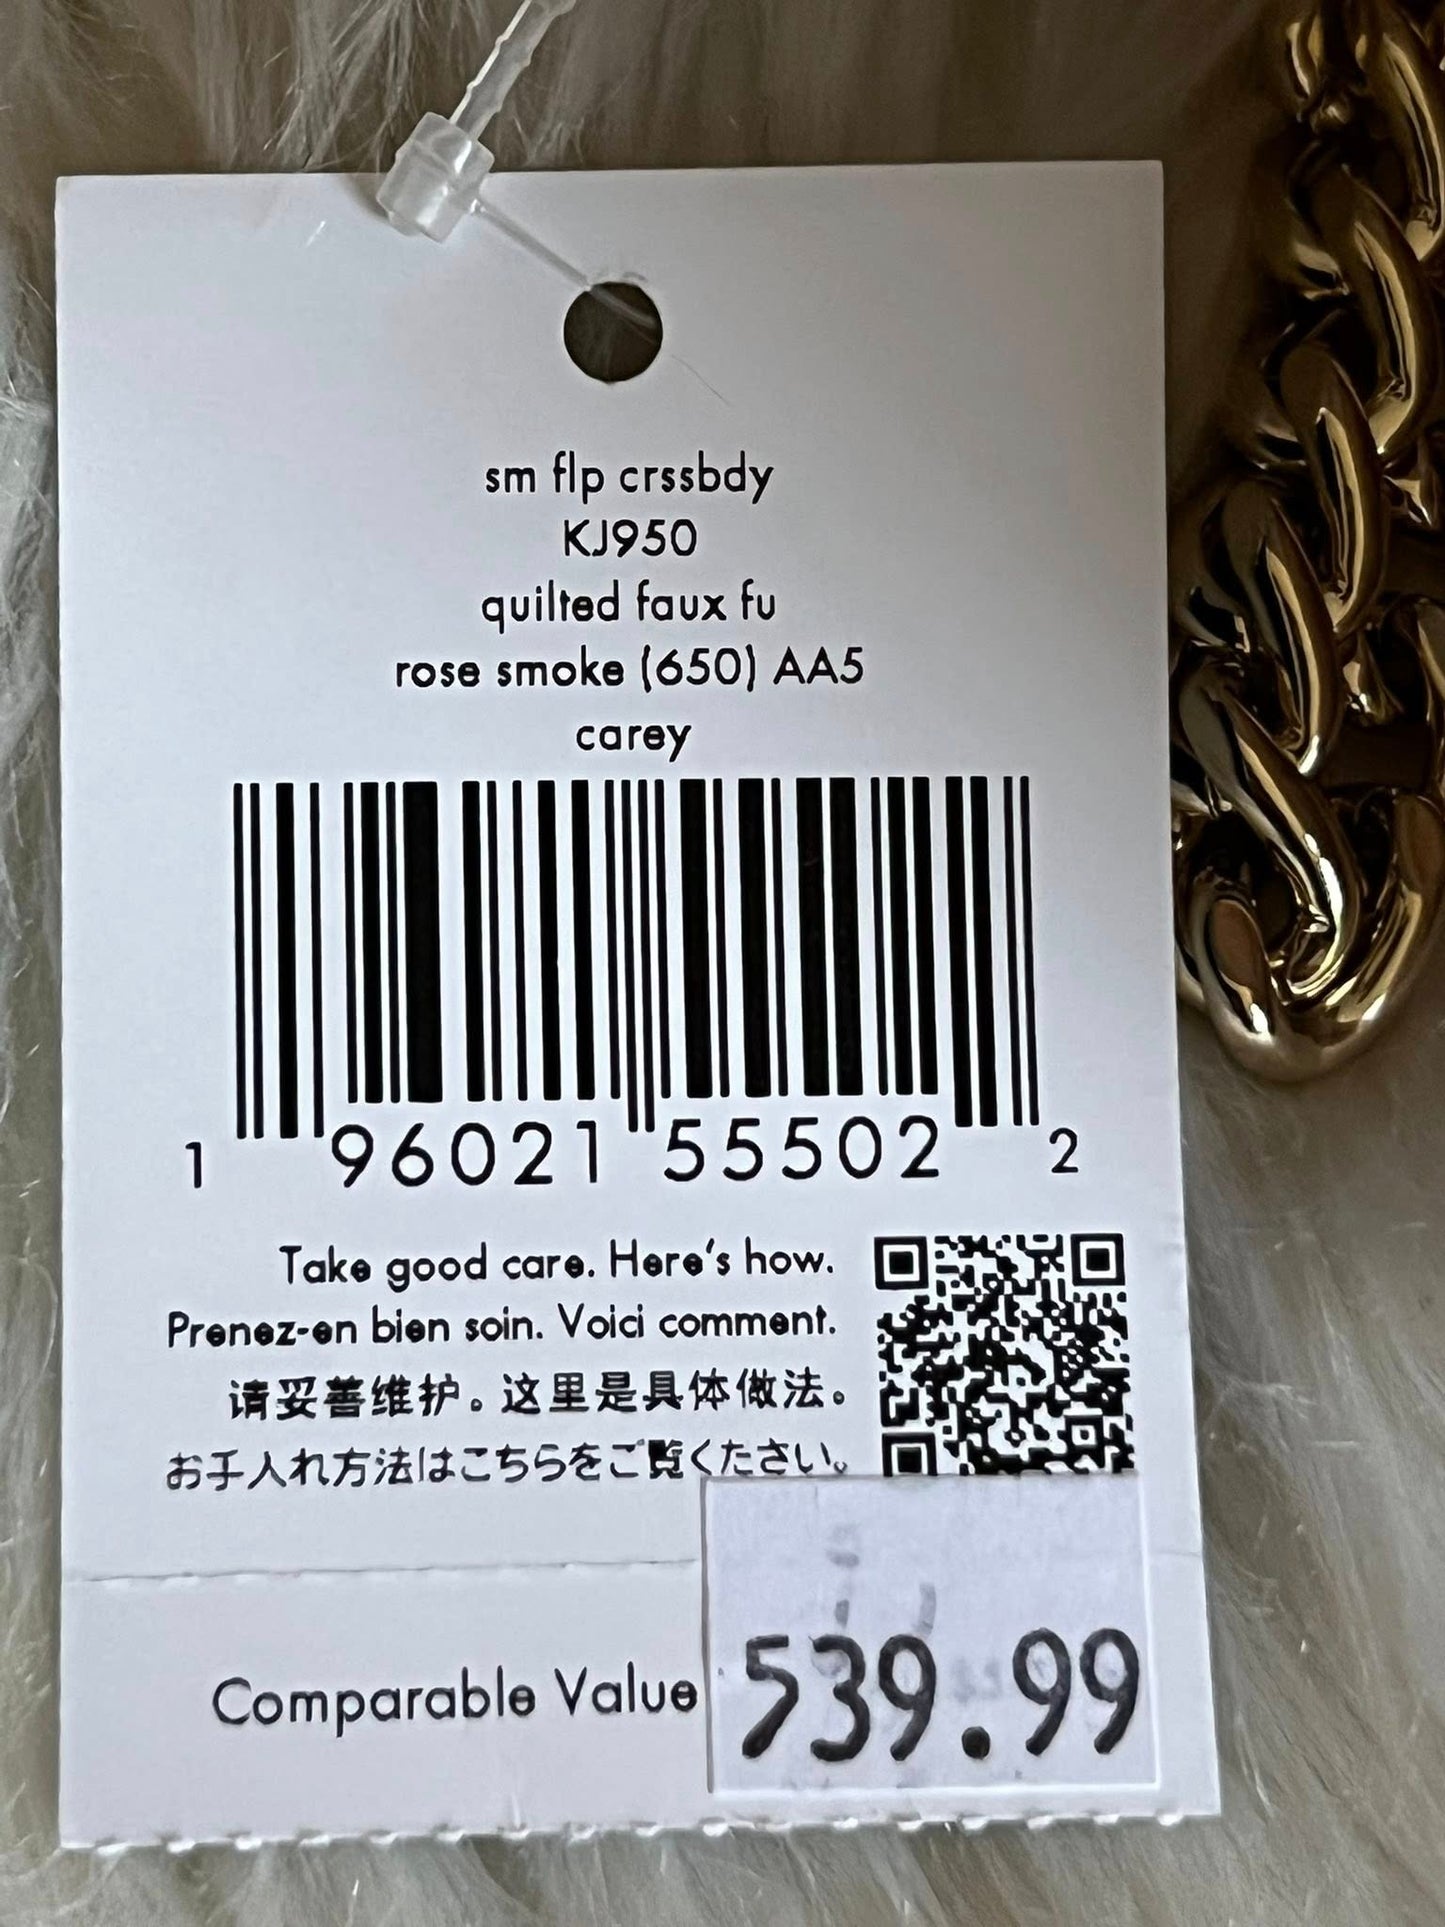 sm flp crssbdy
KJ950
quilted faux fu
rose smoke (650) AA5
carey
1 96021 55502 2
Take good care. Here's how.
Prenez-en bien soin. Voici comment.
请妥善维护。这里是具体做法。
お手入れ方法はこちらをご覧ください。
Comparable Value 539.99